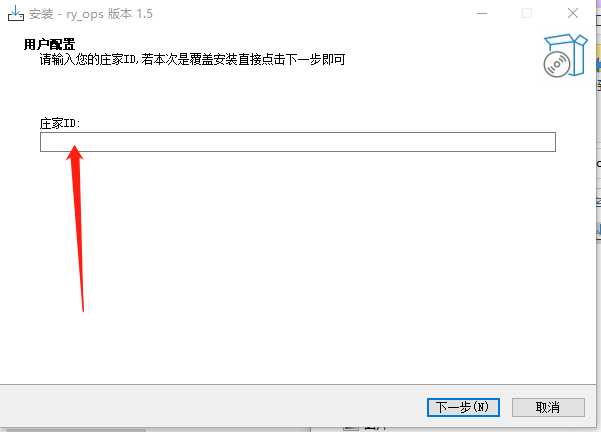 安装 - ry_ops 版本 1.5
用户配置
请输入您的庄家ID,若本次是覆盖安装直接点击下一步即可
庄家ID:
下一步(N)
取消